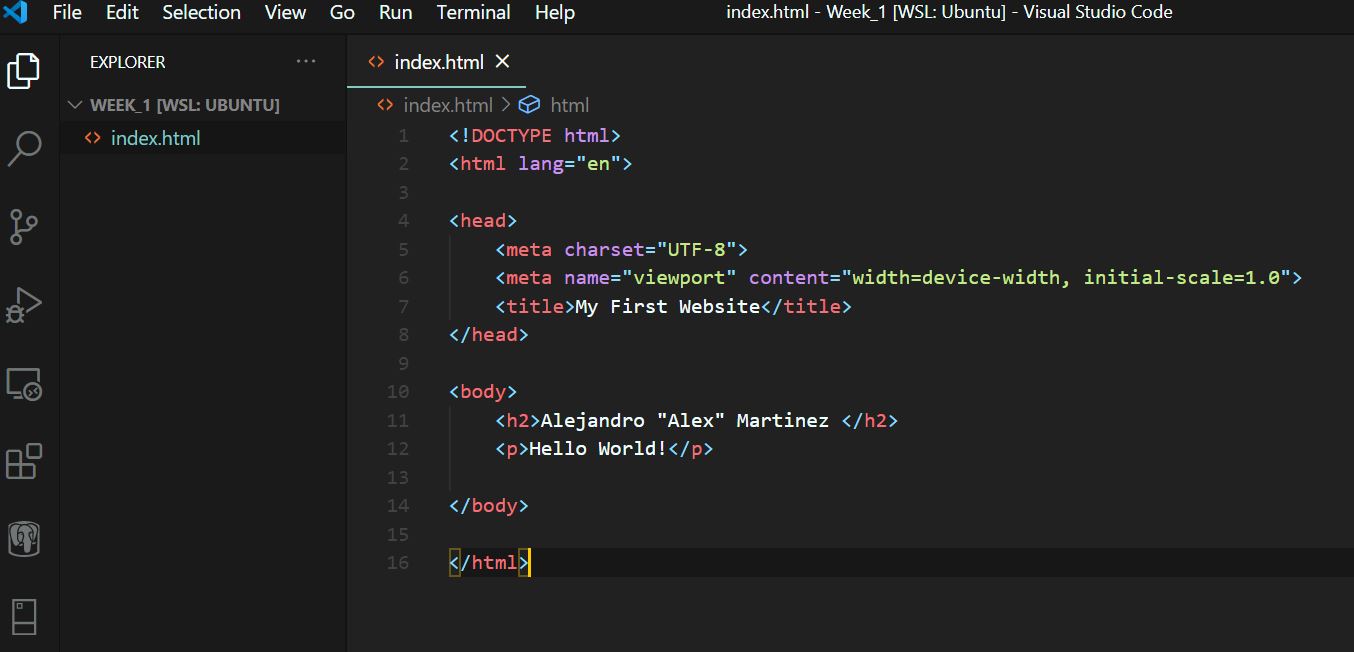 File Edit Selection View Go Run Terminal Help index.html - Week_1 [WSL: Ubuntu] - Visual Studio Code
EXPLORER ...
WEEK_1 [WSL: UBUNTU]
index.html
index.html
index.html > html
1 <!DOCTYPE html>
2 <html lang="en">
3
4 <head>
5     <meta charset="UTF-8">
6     <meta name="viewport" content="width=device-width, initial-scale=1.0">
7     <title>My First Website</title>
8 </head>
9
10 <body>
11     <h2>Alejandro "Alex" Martinez </h2>
12     <p>Hello World!</p>
13
14 </body>
15
16 </html>